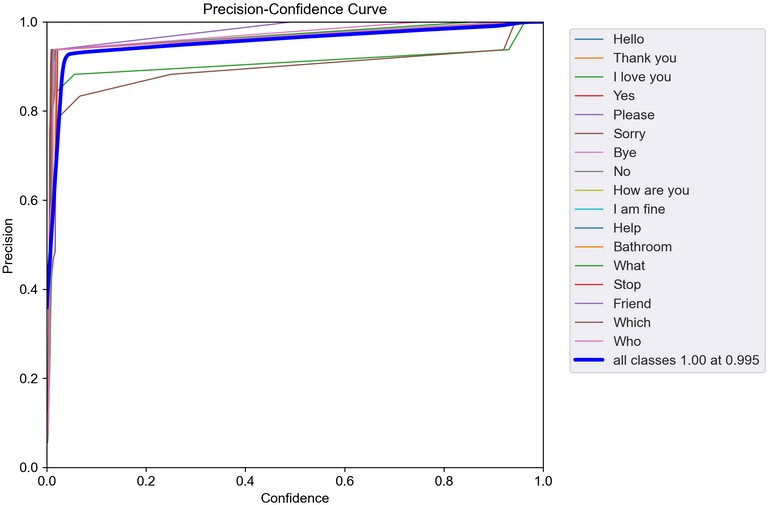 Precision-Confidence Curve
1.0
0.8
0.6
0.4
0.2
0.0
Precision
0.0 0.2 0.4 0.6 0.8 1.0
Confidence
Hello
Thank you
I love you
Yes
Please
Sorry
Bye
No
How are you
I am fine
Help
Bathroom
What
Stop
Friend
Which
Who
all classes 1.00 at 0.995